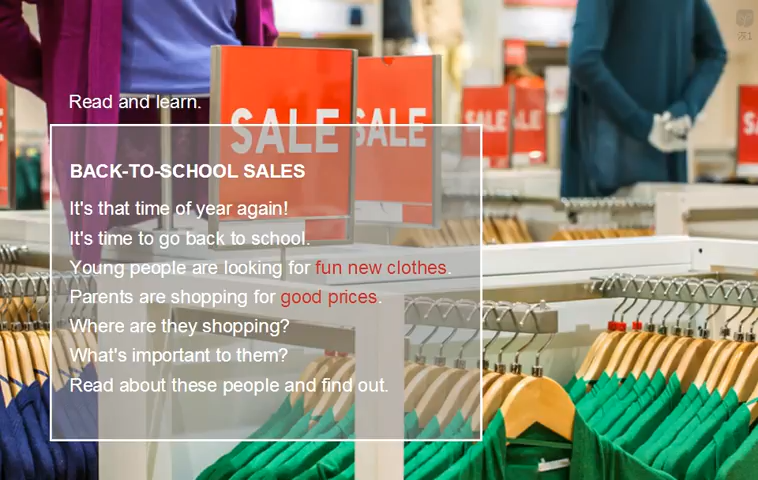 Read and learn.
SALE
SALE
SALE
BACK-TO-SCHOOL SALES
It's that time of year again!
It's time to go back to school.
Young people are looking for fun new clothes.
Parents are shopping for good prices.
Where are they shopping?
What's important to them?
Read about these people and find out.